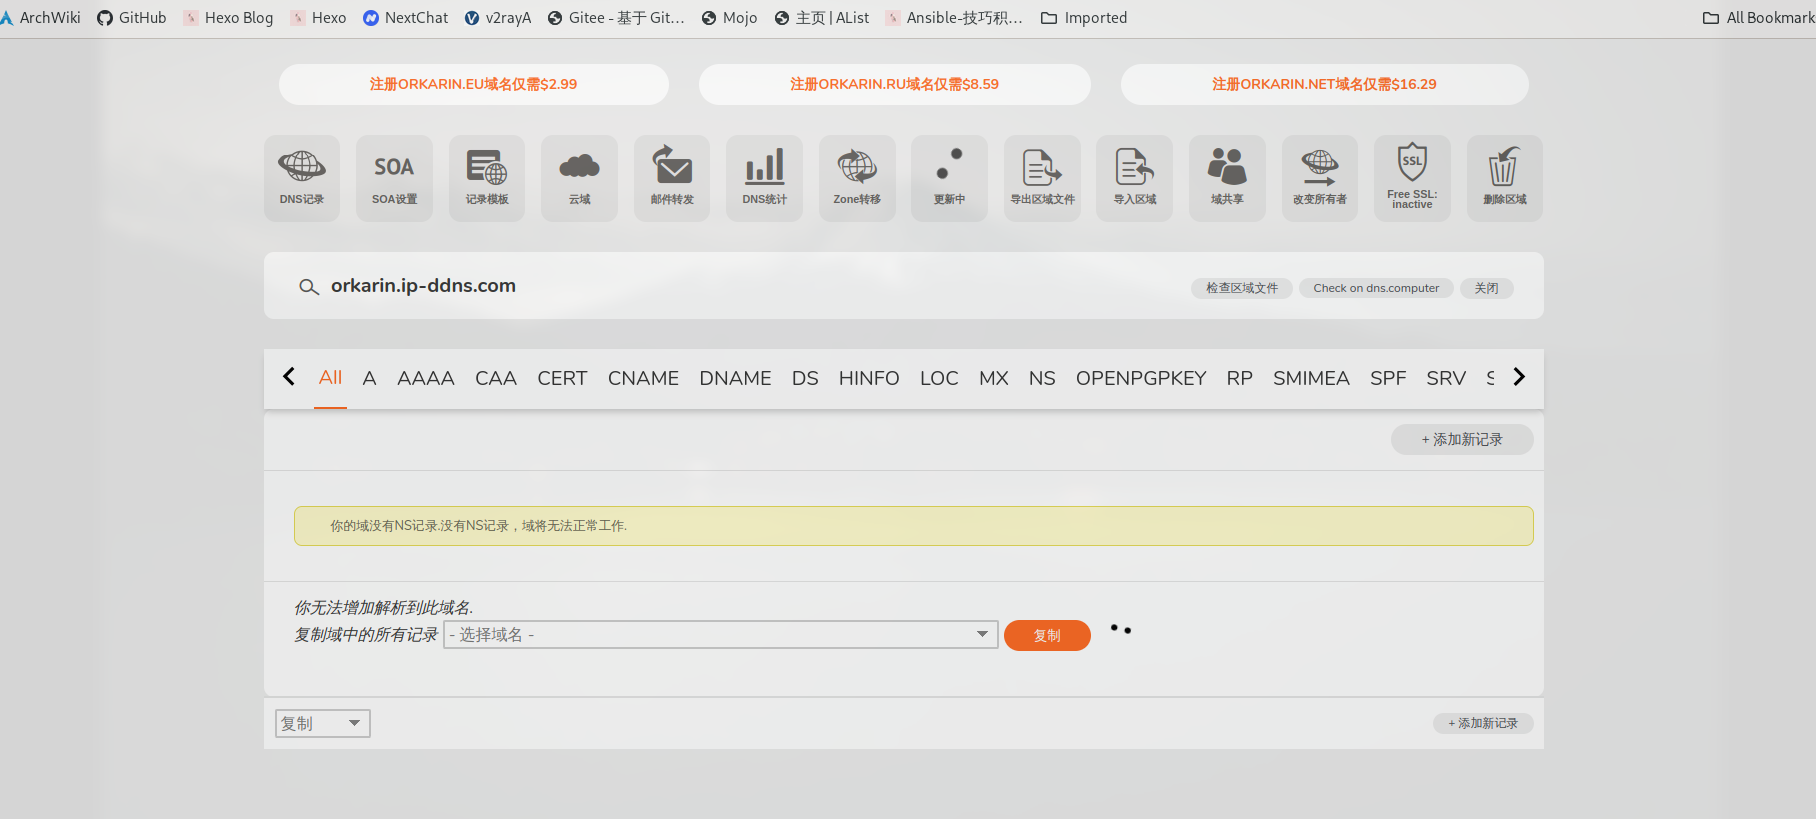 ArchWiki GitHub Hexo Blog Hexo NextChat v2rayA Gitee - 基于 Git… Mojo 主页 | AList Ansible-技巧积… Imported All Bookmark
注册ORKARIN.EU域名仅需$2.99 注册ORKARIN.RU域名仅需$8.59 注册ORKARIN.NET域名仅需$16.29
SOA SSL
DNS记录 SOA设置 记录模板 云域 邮件转发 DNS统计 Zone转移 更新中 导出区域文件 导入区域 域共享 改变所有者 Free SSL: inactive 删除区域
orkarin.ip-ddns.com 检查区域文件 Check on dns.computer 关闭
All A AAAA CAA CERT CNAME DNAME DS HINFO LOC MX NS OPENPGPKEY RP SMIMEA SPF SRV
+ 添加新记录
你的域没有NS记录.没有NS记录，域将无法正常工作.
你无法增加解析到此域名.
复制域中的所有记录 - 选择域名 - 复制
复制 + 添加新记录